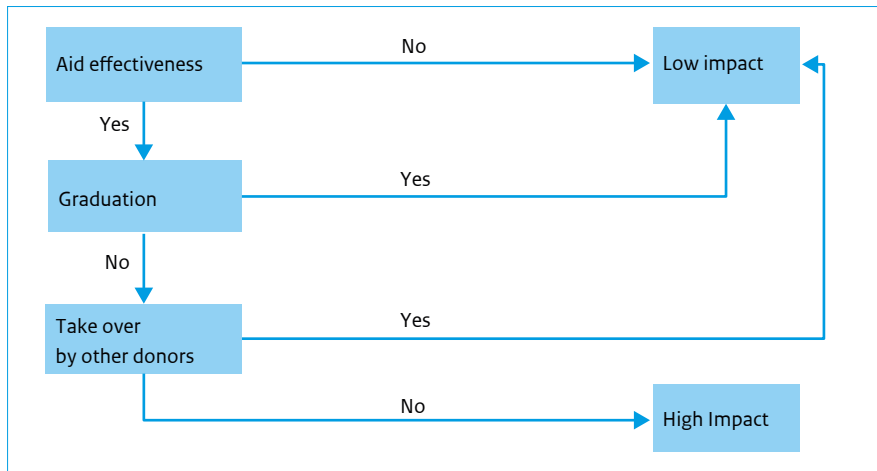 No
Aid effectiveness
Low impact
Yes
Yes
Graduation
No
Yes
Take over
by other donors
No
High Impact